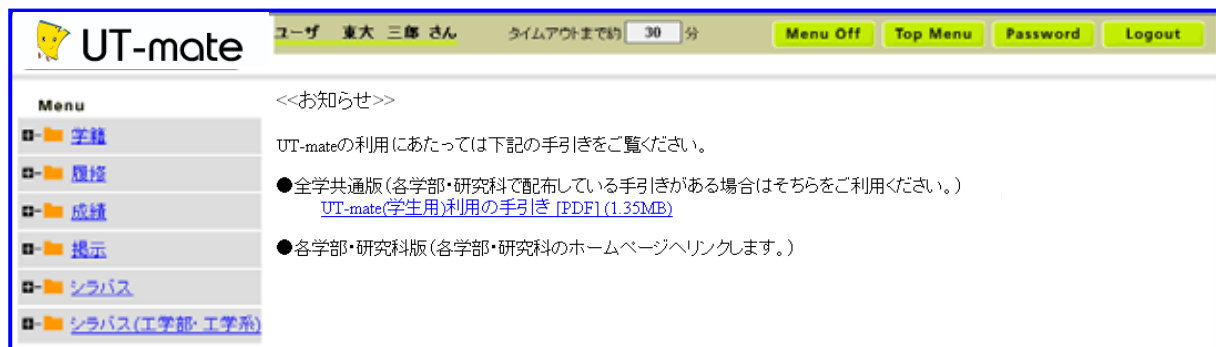 UT-mate
ユーザ 東大 三郎 さん タイムアウトまで約 30 分 Menu Off Top Menu Password Logout
Menu
学籍
履修
成績
掲示
シラバス
シラバス(工学部・工学系)
<<お知らせ>>
UT-mateの利用にあたっては下記の手引きをご覧ください。
●全学共通版(各学部・研究科で配布している手引きがある場合はそちらをご利用ください。)
UT-mate(学生用)利用の手引き [PDF] (1.35MB)
●各学部・研究科版(各学部・研究科のホームページへリンクします。)